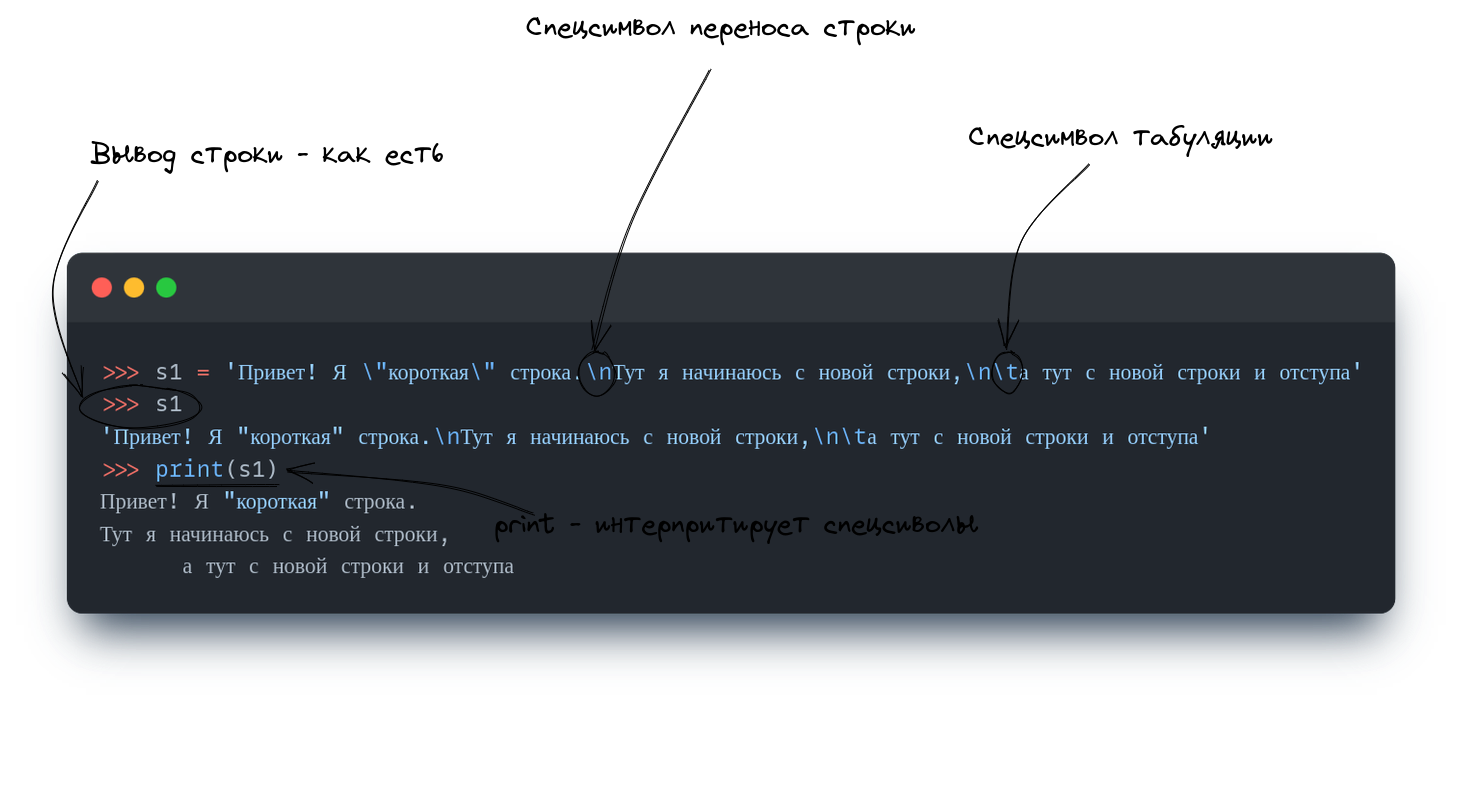 Спецсимвол переноса строки
Спецсимвол табуляции
Вывод строки - как есть
>>> s1 = 'Привет! Я \"короткая\" строка.\nТут я начинаюсь с новой строки,\n\tа тут с новой строки и отступа'
>>> s1
'Привет! Я "короткая" строка.\nТут я начинаюсь с новой строки,\n\tа тут с новой строки и отступа'
>>> print(s1)
Привет! Я "короткая" строка.
print - интерпритирует спецсиволы
Тут я начинаюсь с новой строки,
а тут с новой строки и отступа